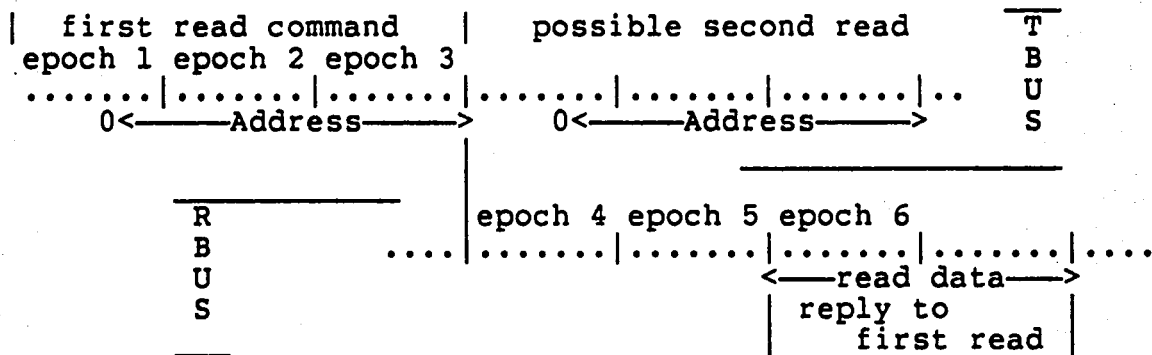 | first read command | possible second read T
epoch 1 epoch 2 epoch 3 B
.......|.......|.......|.......|.......|.......|.. U
0<——Address——> 0<——Address——> S
R epoch 4 epoch 5 epoch 6
B ....|.......|.......|.......|.......|....
U <——read data——>
S | reply to |
first read